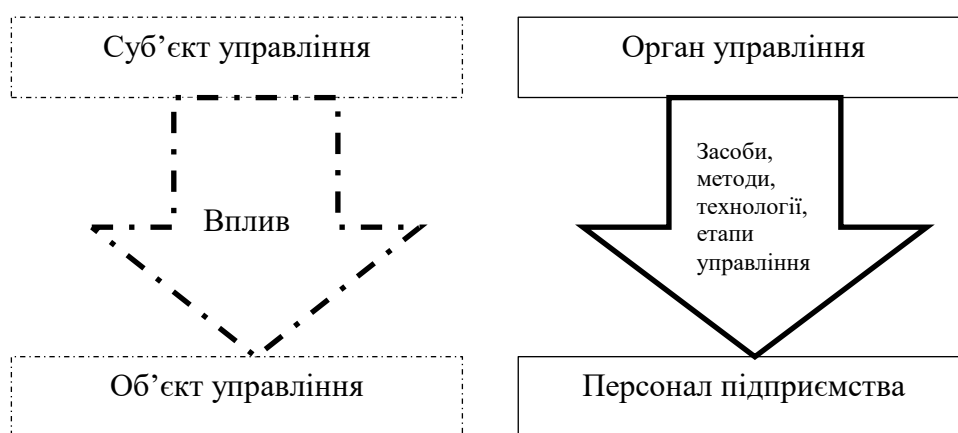 Суб’єкт управління
Орган управління
Вплив
Засоби,
методи,
технології,
етапи
управління
Об’єкт управління
Персонал підприємства